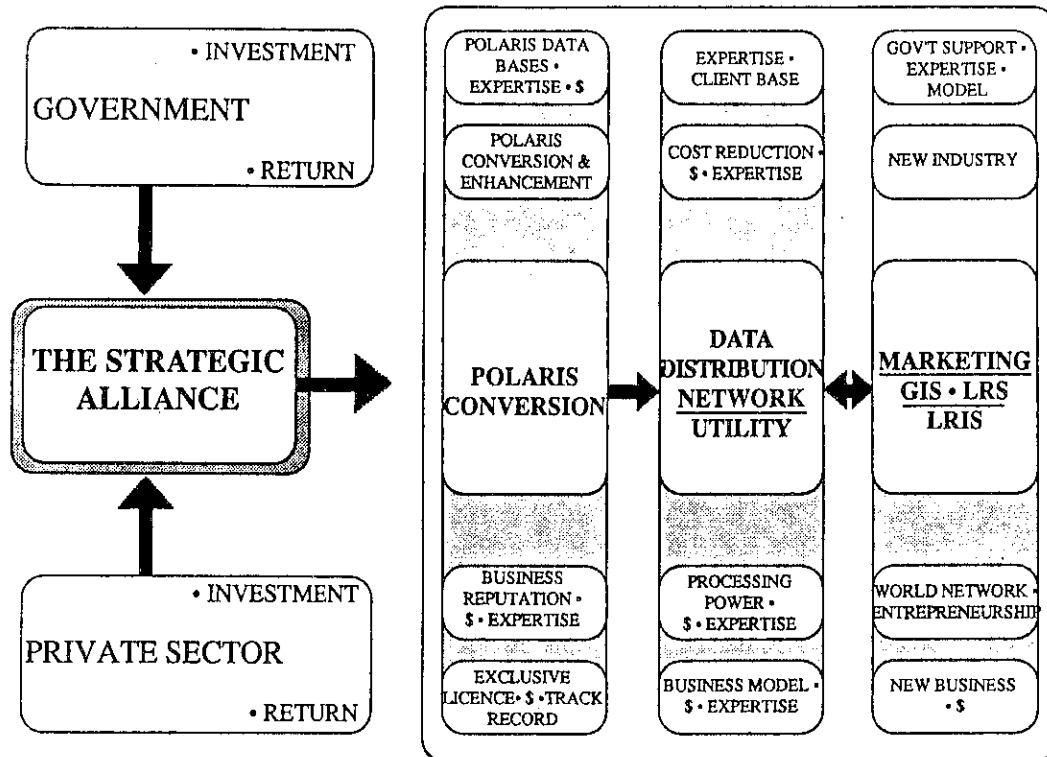 • INVESTMENT
GOVERNMENT
• RETURN
THE STRATEGIC
ALLIANCE
• INVESTMENT
PRIVATE SECTOR
• RETURN
POLARIS DATA
BASES •
EXPERTISE • $
POLARIS
CONVERSION &
ENHANCEMENT
POLARIS
CONVERSION
BUSINESS
REPUTATION •
$ • EXPERTISE
EXCLUSIVE
LICENCE • $ • TRACK
RECORD
EXPERTISE •
CLIENT BASE
COST REDUCTION •
$ • EXPERTISE
DATA
DISTRIBUTION
NETWORK
UTILITY
PROCESSING
POWER •
$ • EXPERTISE
BUSINESS MODEL •
$ • EXPERTISE
GOV'T SUPPORT •
EXPERTISE •
MODEL
NEW INDUSTRY
MARKETING
GIS • LRS
LRIS
WORLD NETWORK •
ENTREPRENEURSHIP
NEW BUSINESS
• $